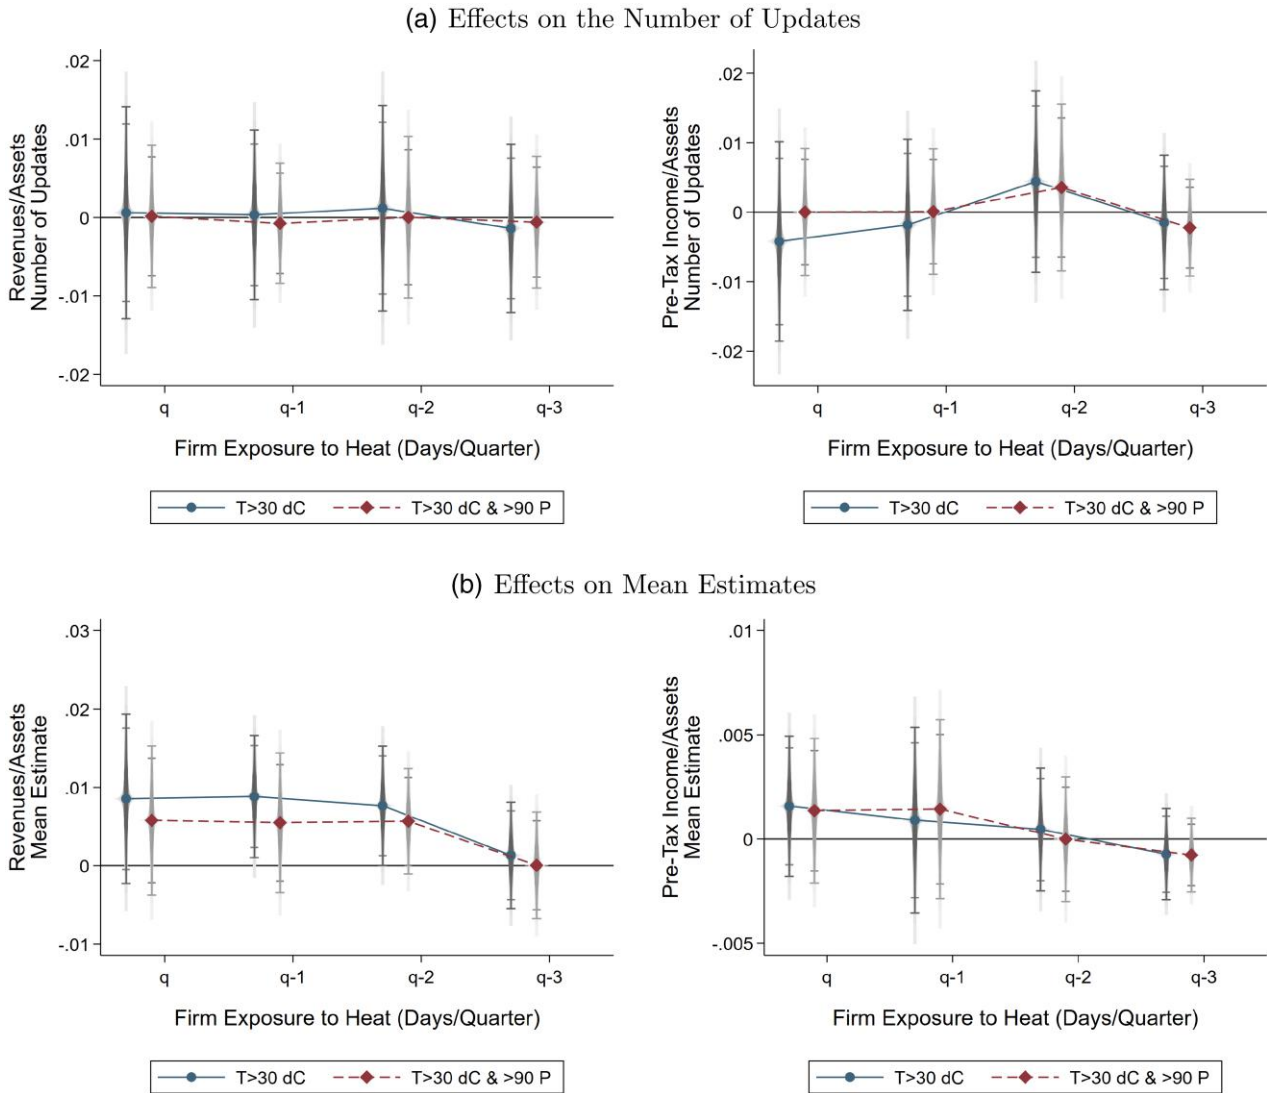 (a) Effects on the Number of Updates
Revenues/Assets
Number of Updates
.02
.01
0
-.01
-.02
q q-1 q-2 q-3
Firm Exposure to Heat (Days/Quarter)
T>30 dC T>30 dC & >90 P
Pre-Tax Income/Assets
Number of Updates
.02
.01
0
-.01
-.02
q q-1 q-2 q-3
Firm Exposure to Heat (Days/Quarter)
T>30 dC T>30 dC & >90 P
(b) Effects on Mean Estimates
Revenues/Assets
Mean Estimate
.03
.02
.01
0
-.01
q q-1 q-2 q-3
Firm Exposure to Heat (Days/Quarter)
T>30 dC T>30 dC & >90 P
Pre-Tax Income/Assets
Mean Estimate
.01
.005
0
-.005
q q-1 q-2 q-3
Firm Exposure to Heat (Days/Quarter)
T>30 dC T>30 dC & >90 P